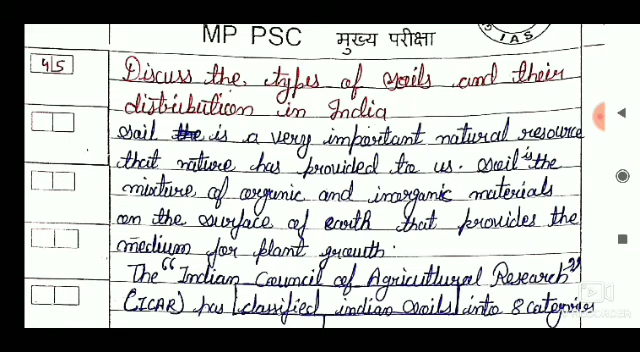 MP PSC मुख्य परीक्षा
IAS
45
Discuss the types of soils and their
distribution in India
soil the is a very important natural resource
that nature has provided to us. soil is the
mixture of organic and inorganic materials
on the surface of earth that provides the
medium for plant growth.
The "Indian Council of Agricultural Research"
(ICAR) has classified indian soils into 8 categories